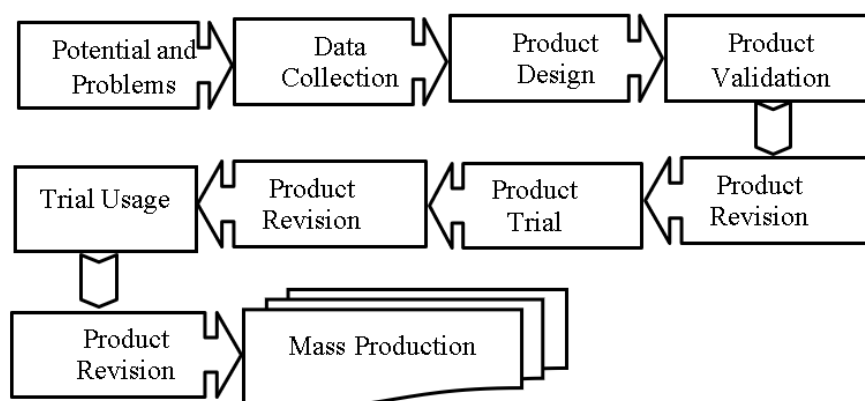 Potential and
Problems
Data
Collection
Product
Design
Product
Validation
Product
Revision
Product
Trial
Product
Revision
Trial Usage
Product
Revision
Mass Production